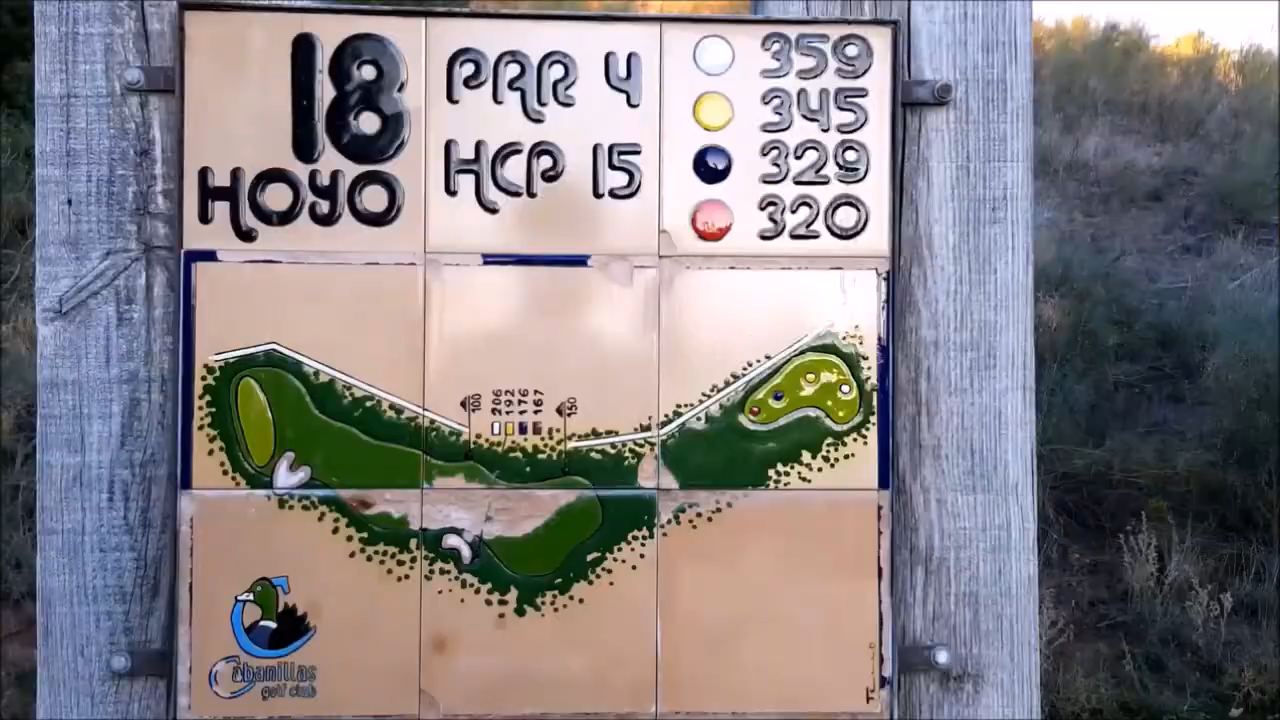 18
HOYO
PAR 4
HCP 15
359
345
329
320
100
206
192
176
167
150
Cabanillas
golf club